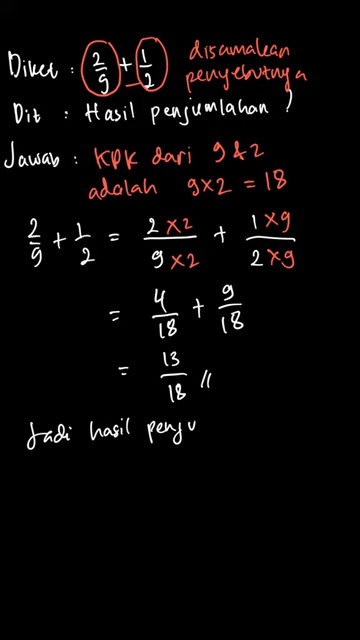 Diket : 2/9 + 1/2 disamakan penyebutnya
Dit : Hasil penjumlahan ?
Jawab : KPK dari 9 & 2
adalah 9 x 2 = 18
2/9 + 1/2 = (2 x 2)/(9 x 2) + (1 x 9)/(2 x 9)
= 4/18 + 9/18
= 13/18 //
Jadi hasil penju